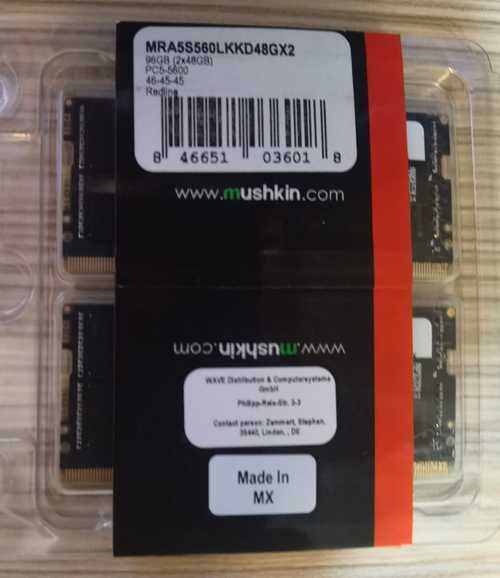 MRA5S560LKKD48GX2
96GB (2x48GB)
PC5-5600
46-45-45
Redline
8 46651 03601 8
www.mushkin.com
www.mushkin.com
WAVE Distribution & Computersysteme
GmbH
Philipp-Reis-Str. 3-3
Contact person: Zemmert, Stephan,
35440, Linden, , DE
Made In
MX